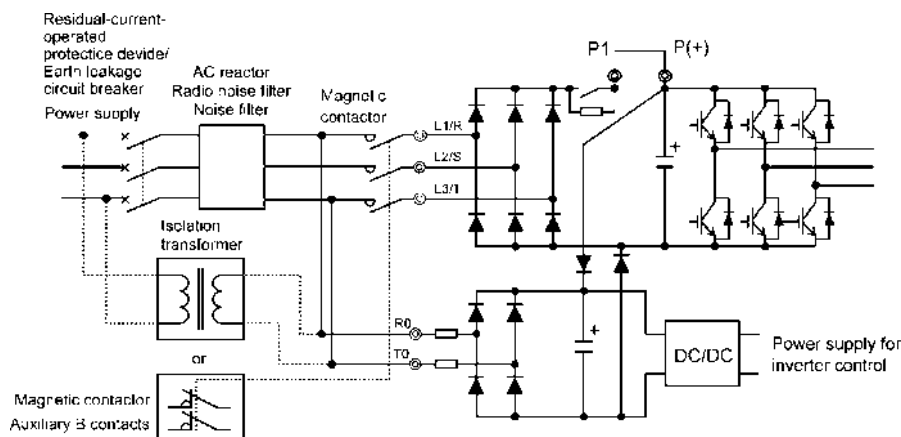 Residual-current-
operated
protectice devide/
Earth leakage
circuit breaker
Power supply
AC reactor
Radio noise filter
Noise filter
Magnetic
contactor
P1
P(+)
L1/R
L2/S
L3/T
+
Isolation
transformer
R0
T0
+
DC/DC
Power supply for
inverter control
or
Magnetic contactor
Auxiliary B contacts